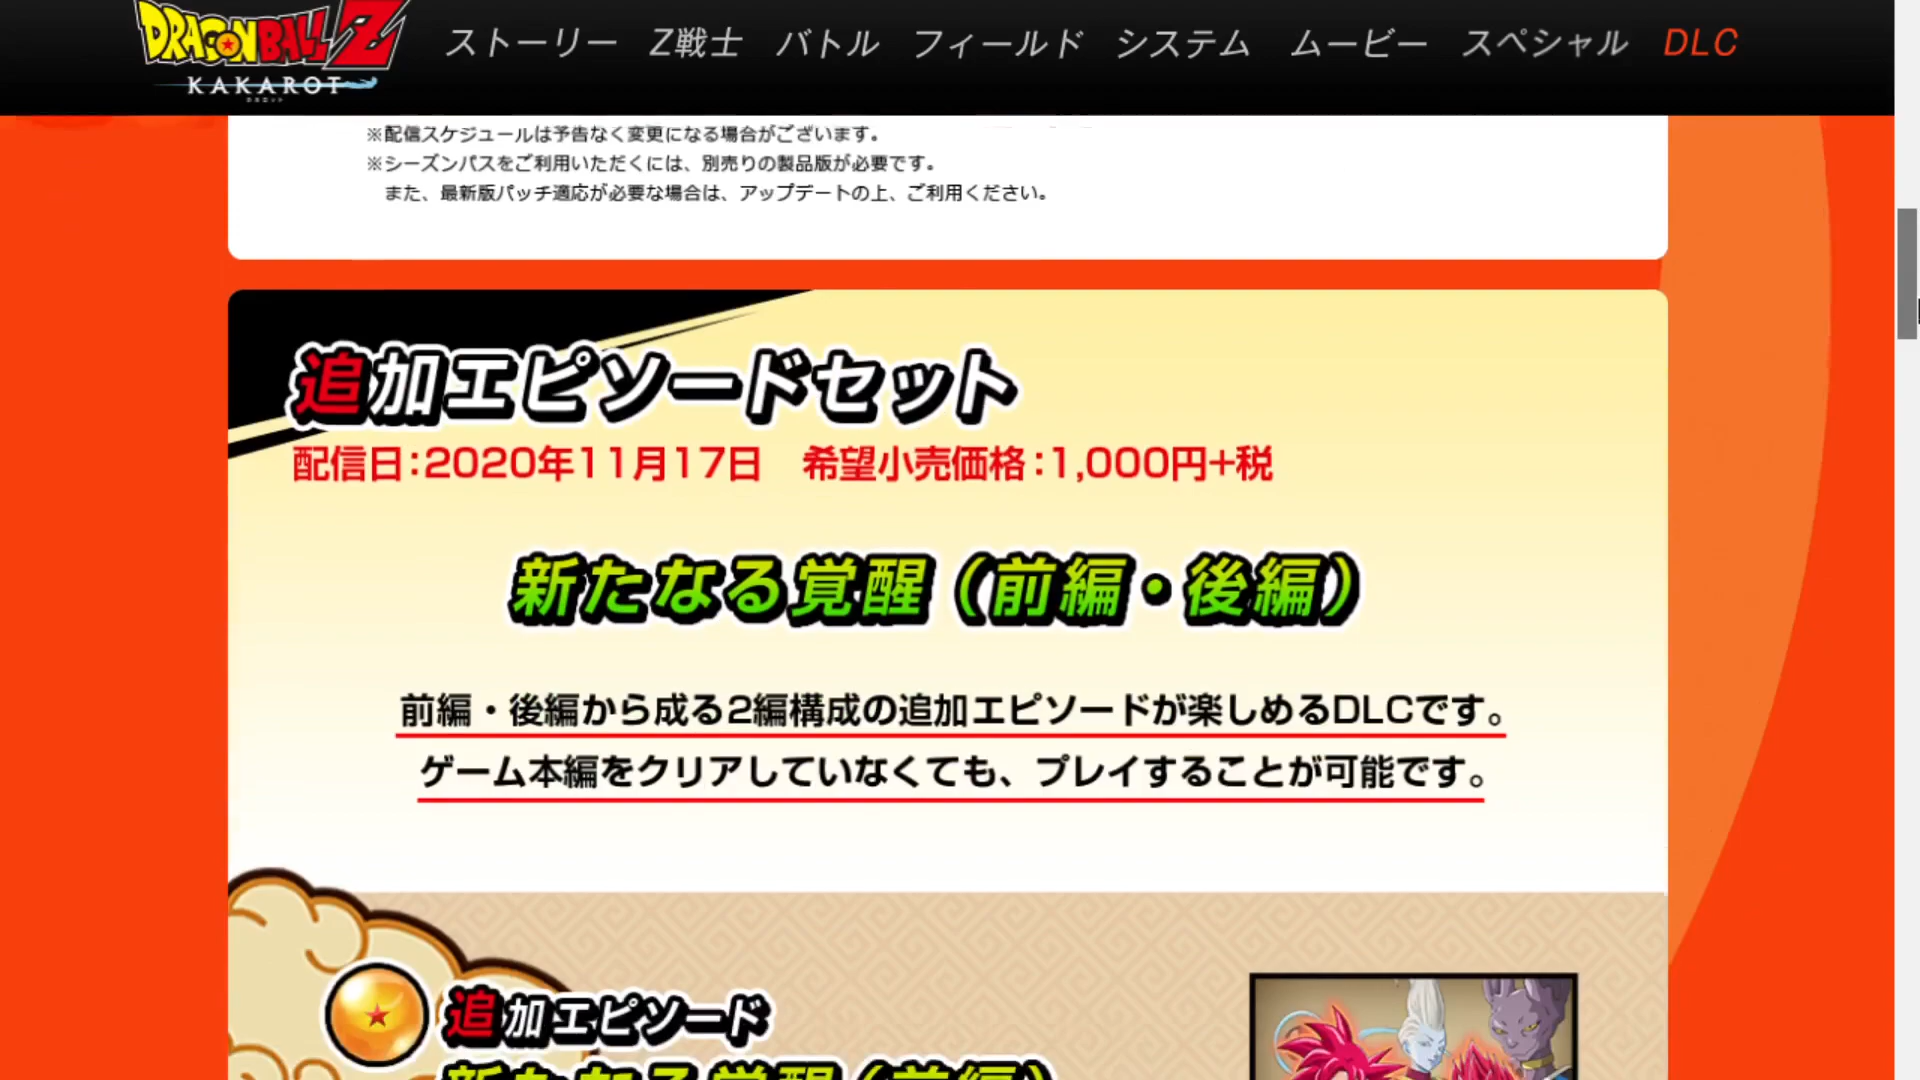 DRAGON BALL Z
KAKAROT
ストーリー Z戦士 バトル フィールド システム ムービー スペシャル DLC
※配信スケジュールは予告なく変更になる場合がございます。
※シーズンパスをご利用いただくには、別売りの製品版が必要です。
また、最新版パッチ適応が必要な場合は、アップデートの上、ご利用ください。
追加エピソードセット
配信日:2020年11月17日 希望小売価格:1,000円+税
新たなる覚醒(前編・後編)
前編・後編から成る2編構成の追加エピソードが楽しめるDLCです。
ゲーム本編をクリアしていなくても、プレイすることが可能です。
追加エピソード
新たなる覚醒(前編)